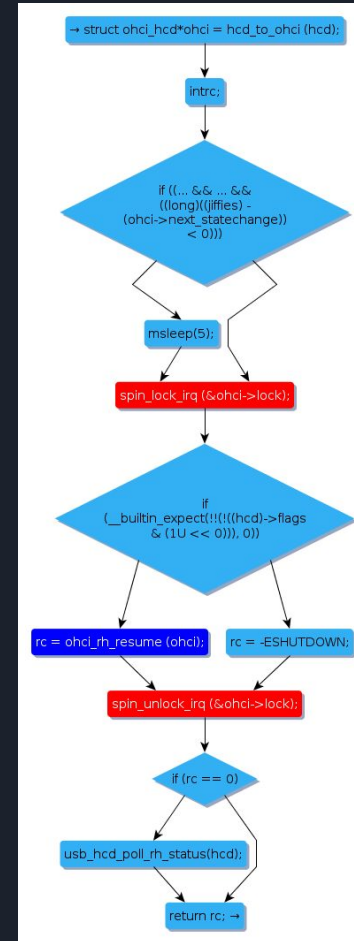 → struct ohci_hcd*ohci = hcd_to_ohci (hcd);
intrc;
if ((... && ... &&
((long)((jiffies) -
(ohci->next_statechange))
< 0)))
msleep(5);
spin_lock_irq (&ohci->lock);
if
(__builtin_expect(!!(!((hcd)->flags
& (1U << 0))), 0))
rc = ohci_rh_resume (ohci);
rc = -ESHUTDOWN;
spin_unlock_irq (&ohci->lock);
if (rc == 0)
usb_hcd_poll_rh_status(hcd);
return rc; →